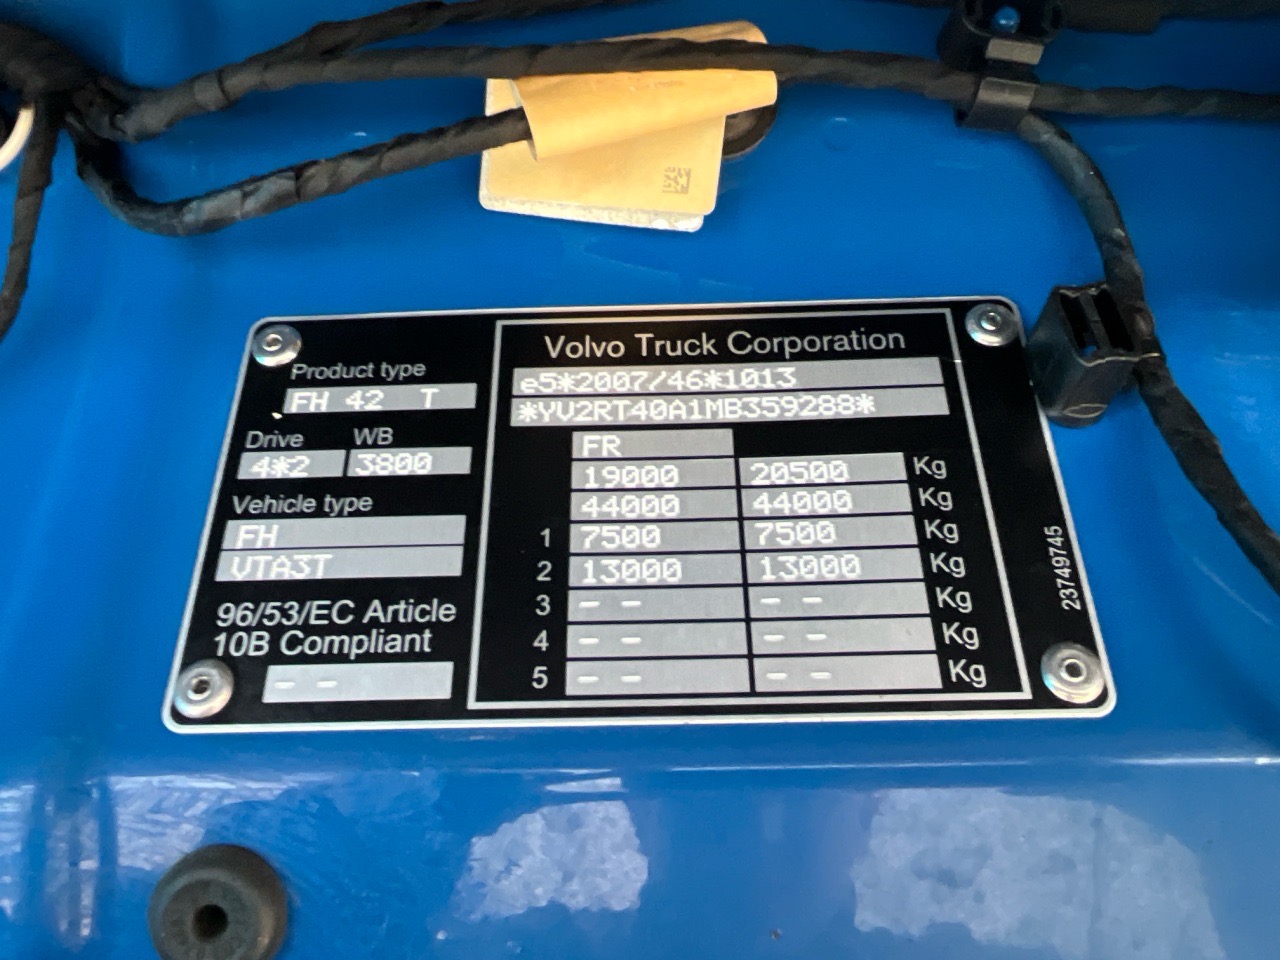 Product type
FH 42 T
Drive WB
4*2 3800
Vehicle type
FH
VTA3T
96/53/EC Article
10B Compliant
- -
Volvo Truck Corporation
e5*2007/46*1013
*YV2RT40A1MB359288*
FR
19000 20500 Kg
44000 44000 Kg
1 7500 7500 Kg
2 13000 13000 Kg
3 - - - - Kg
4 - - - - Kg
5 - - - - Kg
23749745